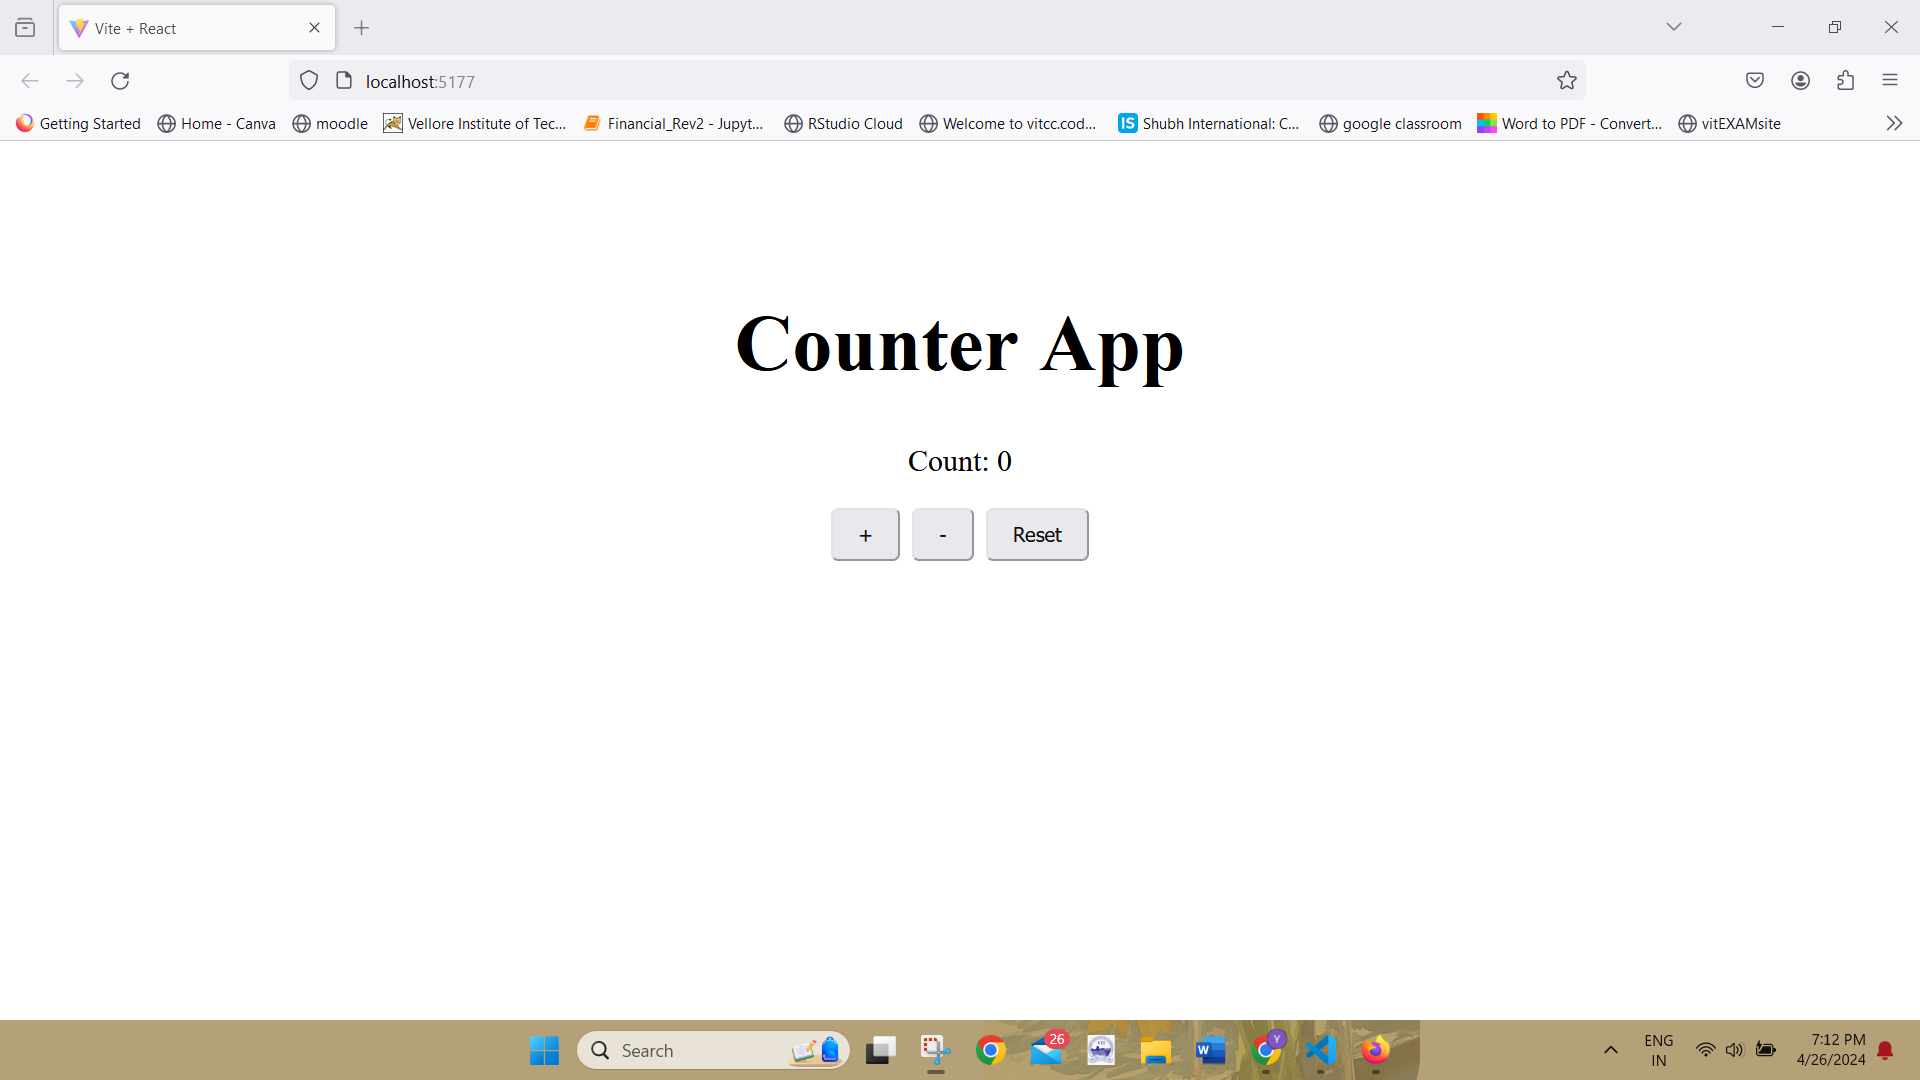 Vite + React
localhost:5177
Getting Started Home - Canva moodle Vellore Institute of Tec... Financial_Rev2 - Jupyt... RStudio Cloud Welcome to vitcc.cod... IS Shubh International: C... google classroom Word to PDF - Convert... vitEXAMsite
Counter App
Count: 0
+ - Reset
Search
26
Y
W
ENG
IN
7:12 PM
4/26/2024